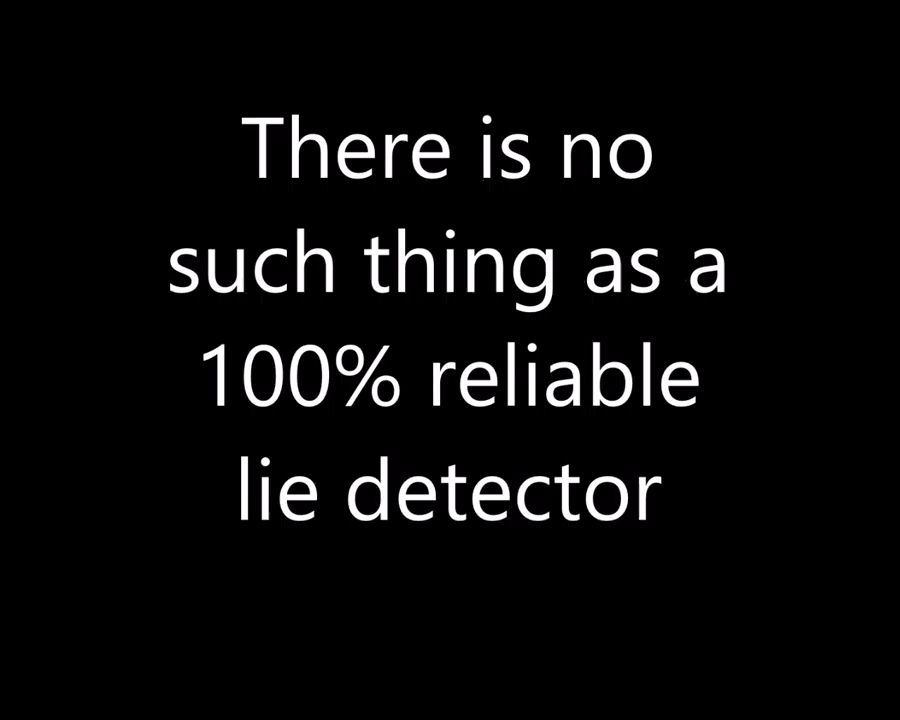 There is no
such thing as a
100% reliable
lie detector